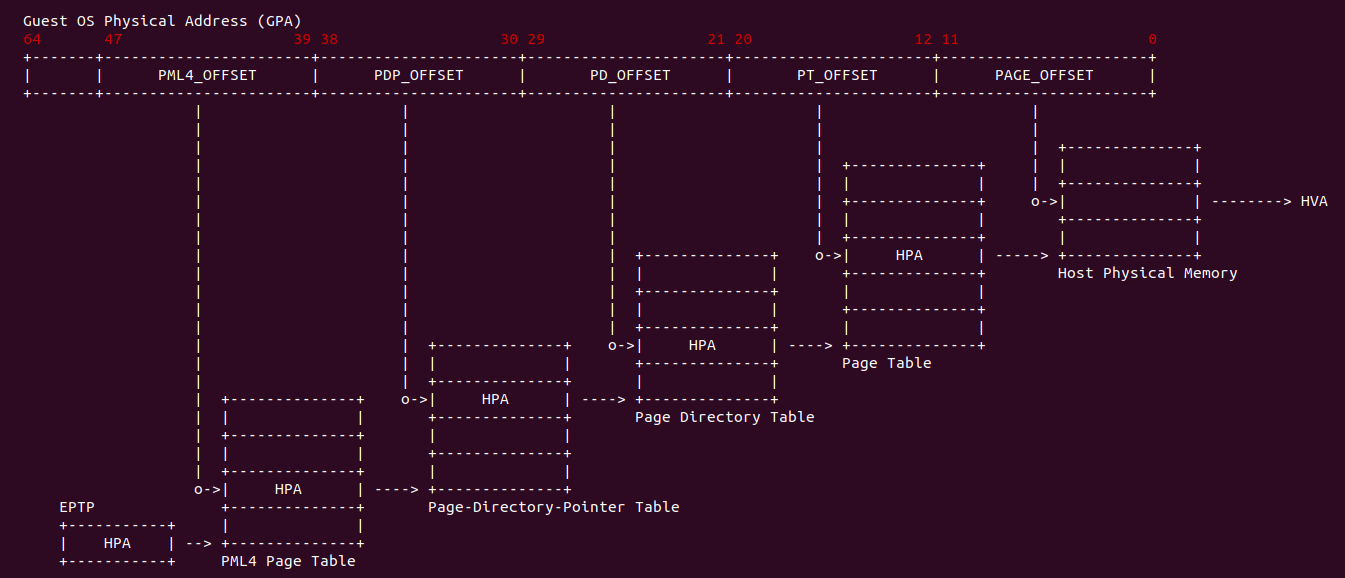 Guest OS Physical Address (GPA)
64 47 39 38 30 29 21 20 12 11 0
PML4_OFFSET PDP_OFFSET PD_OFFSET PT_OFFSET PAGE_OFFSET
o->| | --------> HVA
o->| HPA | ----->
Host Physical Memory
o->| HPA | ---->
Page Table
o->| HPA | ---->
Page Directory Table
o->| HPA | ---->
EPTP
Page-Directory-Pointer Table
| HPA | -->
PML4 Page Table